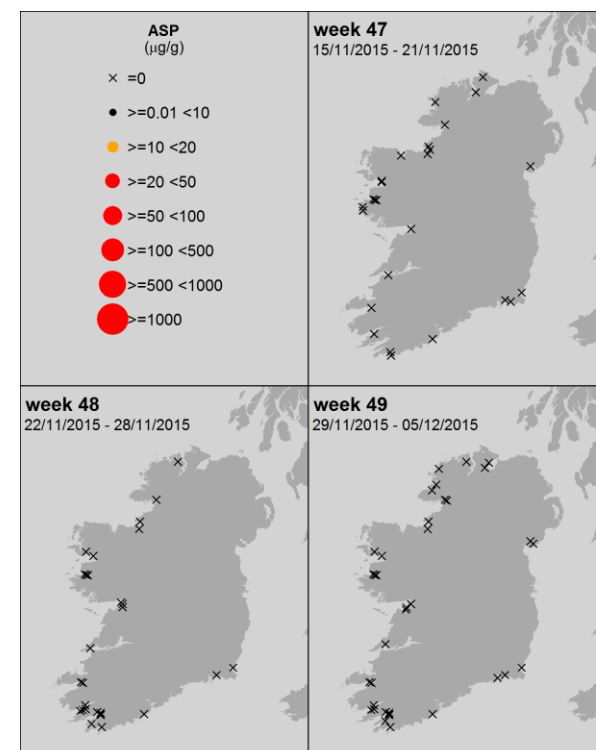 ASP
(μg/g)
× =0
>=0.01 <10
>=10 <20
>=20 <50
>=50 <100
>=100 <500
>=500 <1000
>=1000
week 47
15/11/2015 - 21/11/2015
week 48
22/11/2015 - 28/11/2015
week 49
29/11/2015 - 05/12/2015